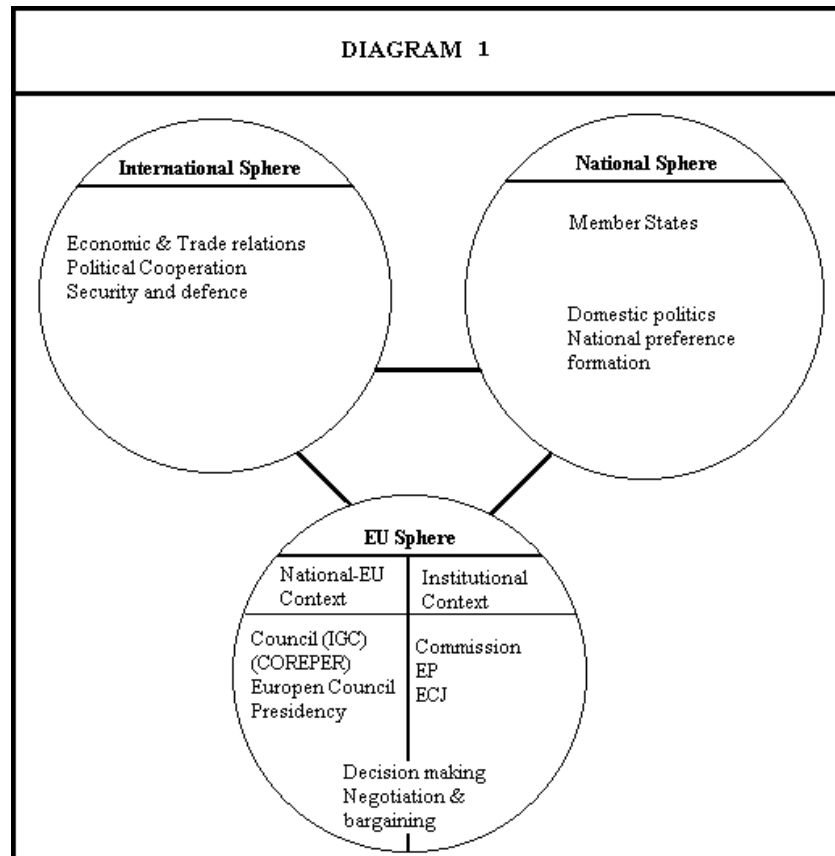 DIAGRAM 1
International Sphere
Economic & Trade relations
Political Cooperation
Security and defence
National Sphere
Member States
Domestic politics
National preference
formation
EU Sphere
National-EU
Context
Council (IGC)
(COREPER)
Europen Council
Presidency
Institutional
Context
Commission
EP
ECJ
Decision making
Negotiation &
bargaining